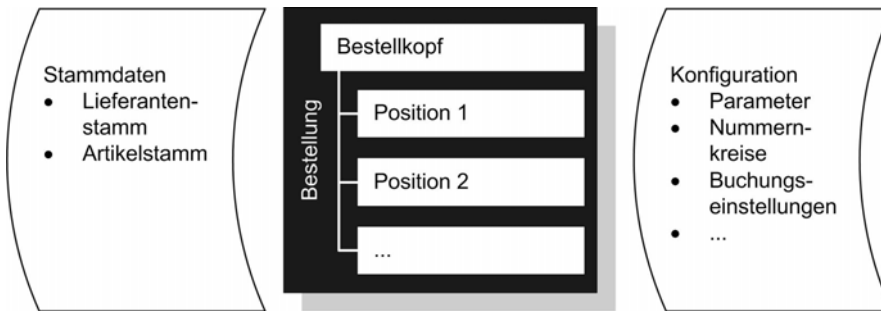 Stammdaten
● Lieferanten-
stamm
● Artikelstamm
Bestellung
Bestellkopf
Position 1
Position 2
...
Konfiguration
● Parameter
● Nummern-
kreise
● Buchungs-
einstellungen
● ...